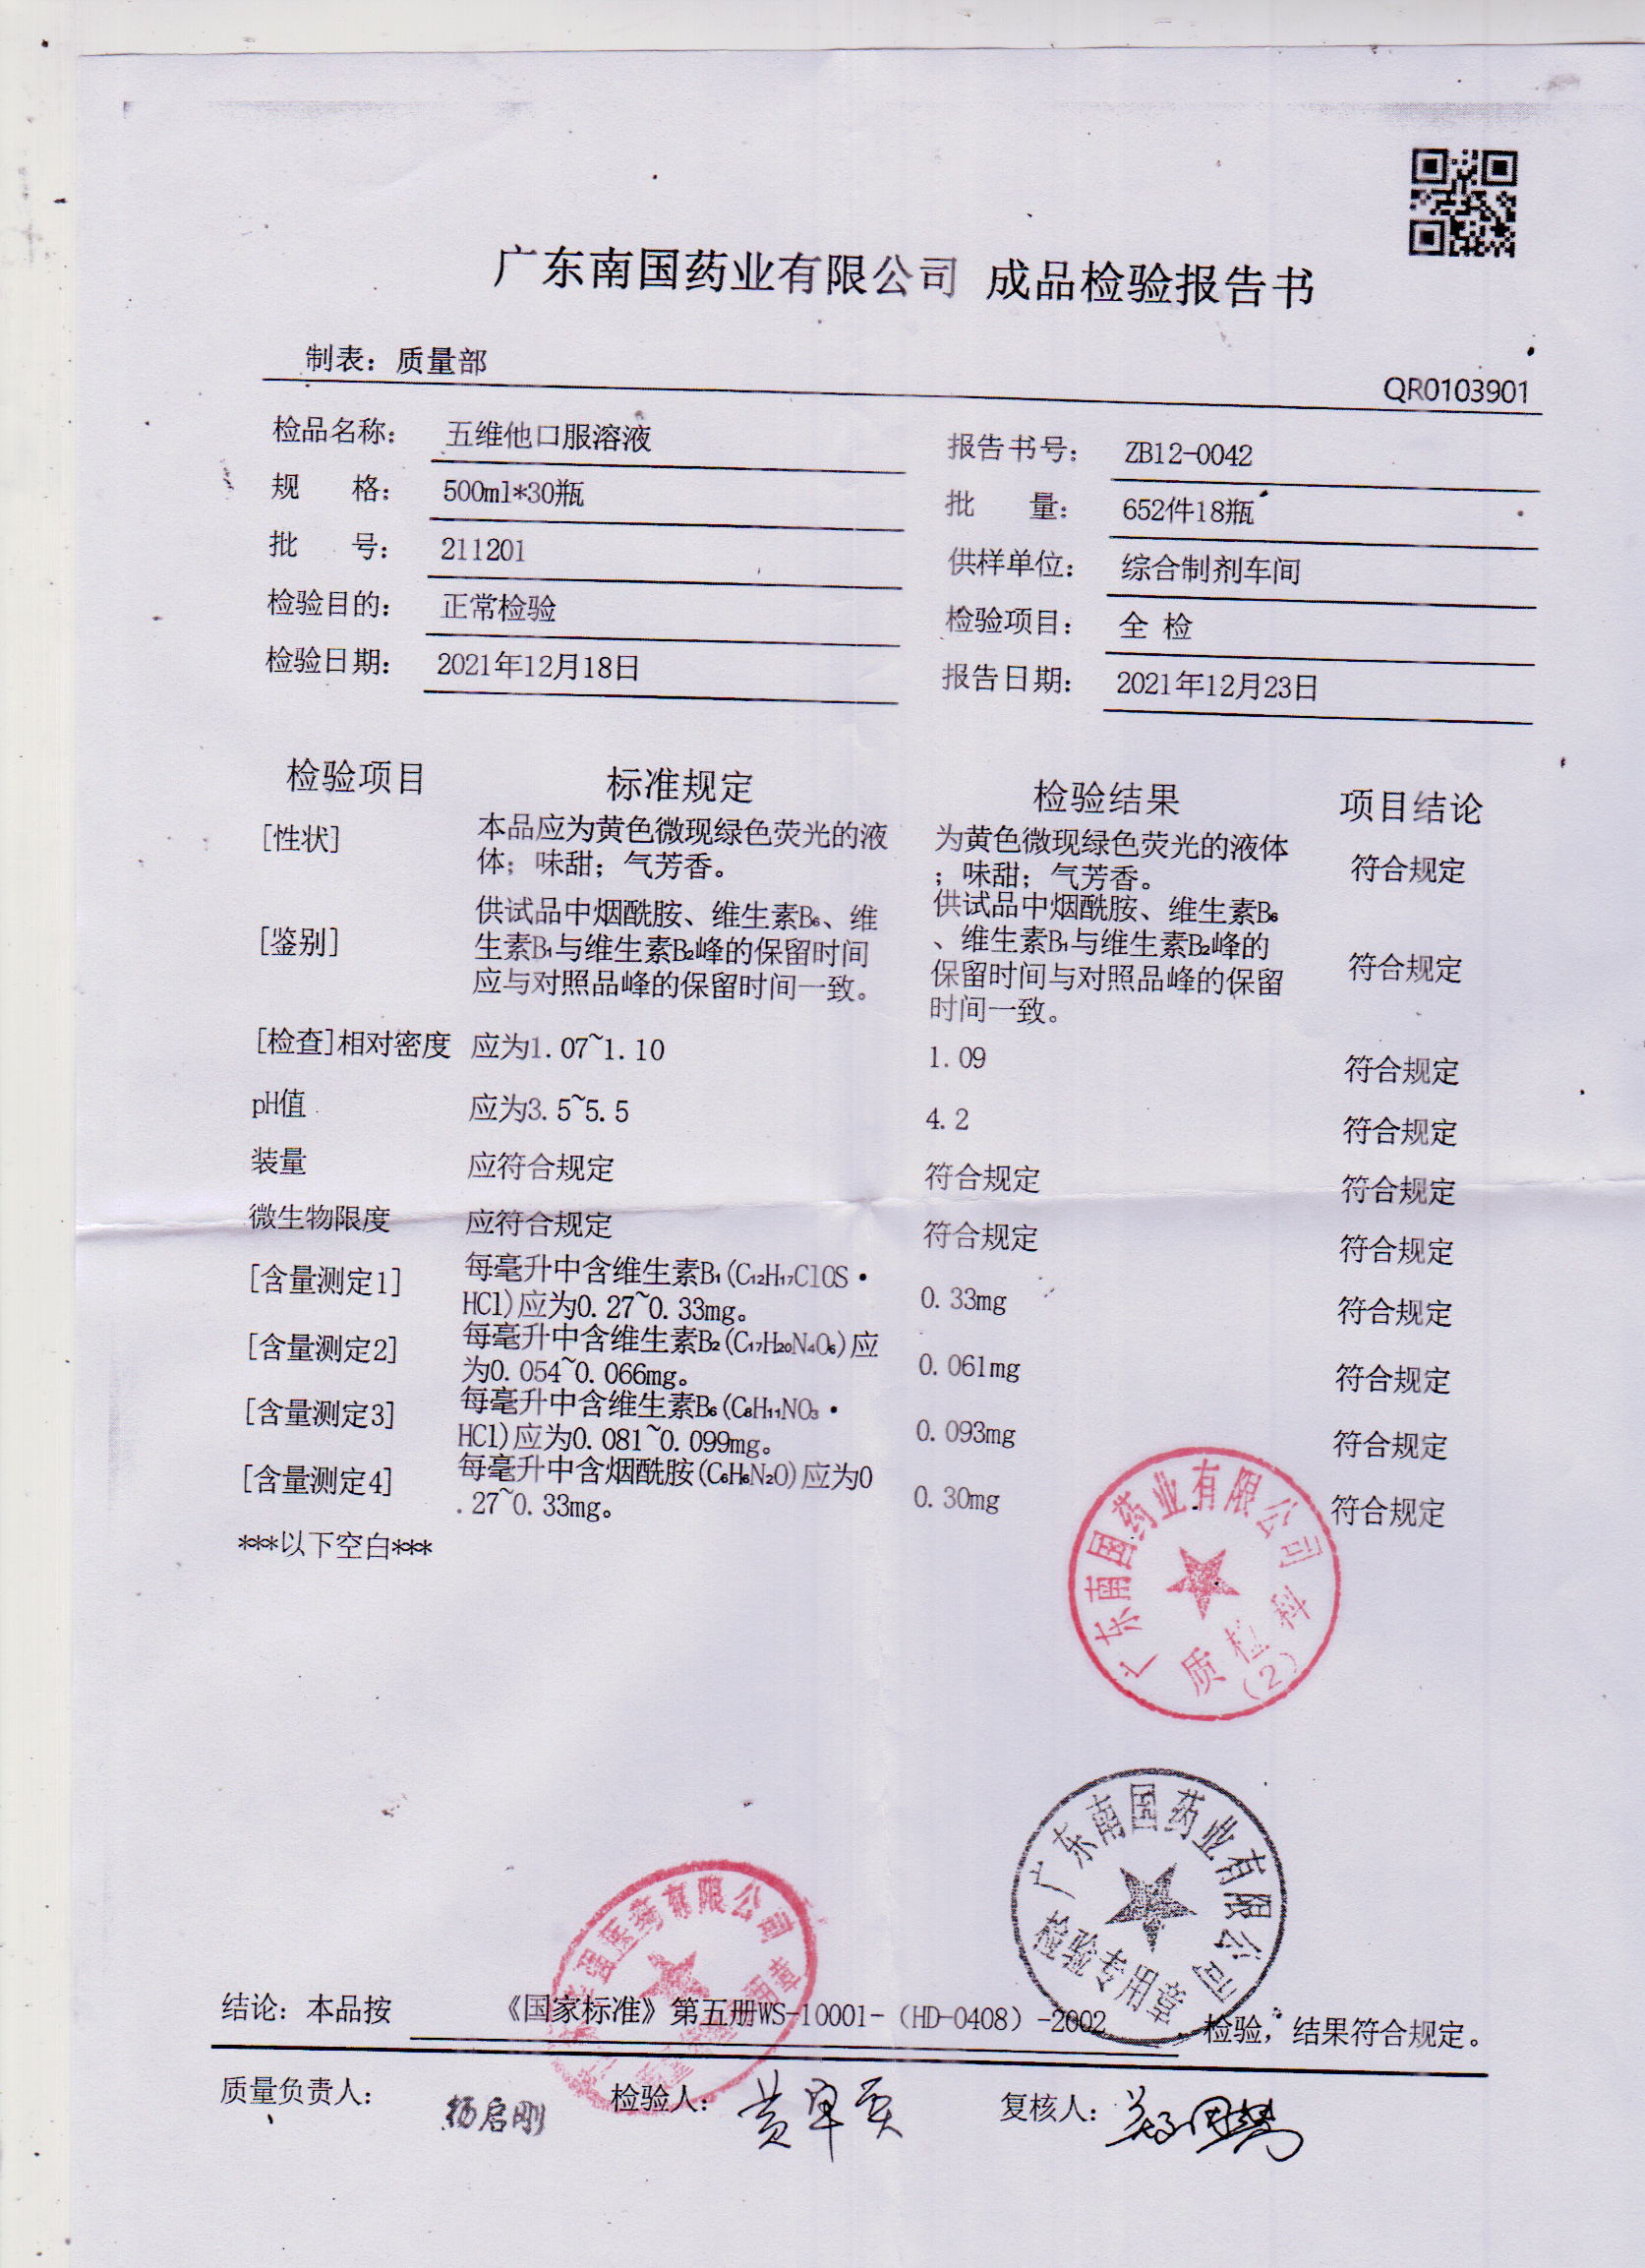 广东南国药业有限公司 成品检验报告书
制表：质量部
QR0103901
检品名称： 五维他口服溶液 报告书号： ZB12-0042
规 格： 500ml*30瓶 批 量： 652件18瓶
批 号： 211201 供样单位： 综合制剂车间
检验目的： 正常检验 检验项目： 全 检
检验日期： 2021年12月18日 报告日期： 2021年12月23日
检验项目 标准规定 检验结果 项目结论
[性状] 本品应为黄色微现绿色荧光的液 为黄色微现绿色荧光的液体 符合规定
体；味甜；气芳香。 ；味甜；气芳香。
[鉴别] 供试品中烟酰胺、维生素B₆、维 供试品中烟酰胺、维生素B₆ 符合规定
生素B₁与维生素B₂峰的保留时间 、维生素B₁与维生素B₂峰的
应与对照品峰的保留时间一致。 保留时间与对照品峰的保留
时间一致。
[检查]相对密度 应为1.07~1.10 1.09 符合规定
pH值 应为3.5~5.5 4.2 符合规定
装量 应符合规定 符合规定 符合规定
微生物限度 应符合规定 符合规定 符合规定
[含量测定1] 每毫升中含维生素B₁(C₁₂H₁₇ClOS· 0.33mg 符合规定
HCl)应为0.27~0.33mg。
[含量测定2] 每毫升中含维生素B₂(C₁₇H₂₀N₄O₆)应 0.061mg 符合规定
为0.054~0.066mg。
[含量测定3] 每毫升中含维生素B₆(C₈H₁₁NO₃· 0.093mg 符合规定
HCl)应为0.081~0.099mg。
[含量测定4] 每毫升中含烟酰胺(C₆H₆N₂O)应为0 0.30mg 符合规定
.27~0.33mg。
***以下空白***
广东南国药业有限公司
质检科
(2)
广东南国药业有限公司
检验专用章
医药有限公司
结论：本品按 《国家标准》第五册WS-10001-（HD-0408）-2002 检验，结果符合规定。
质量负责人： 杨启刚 检验人： 复核人：